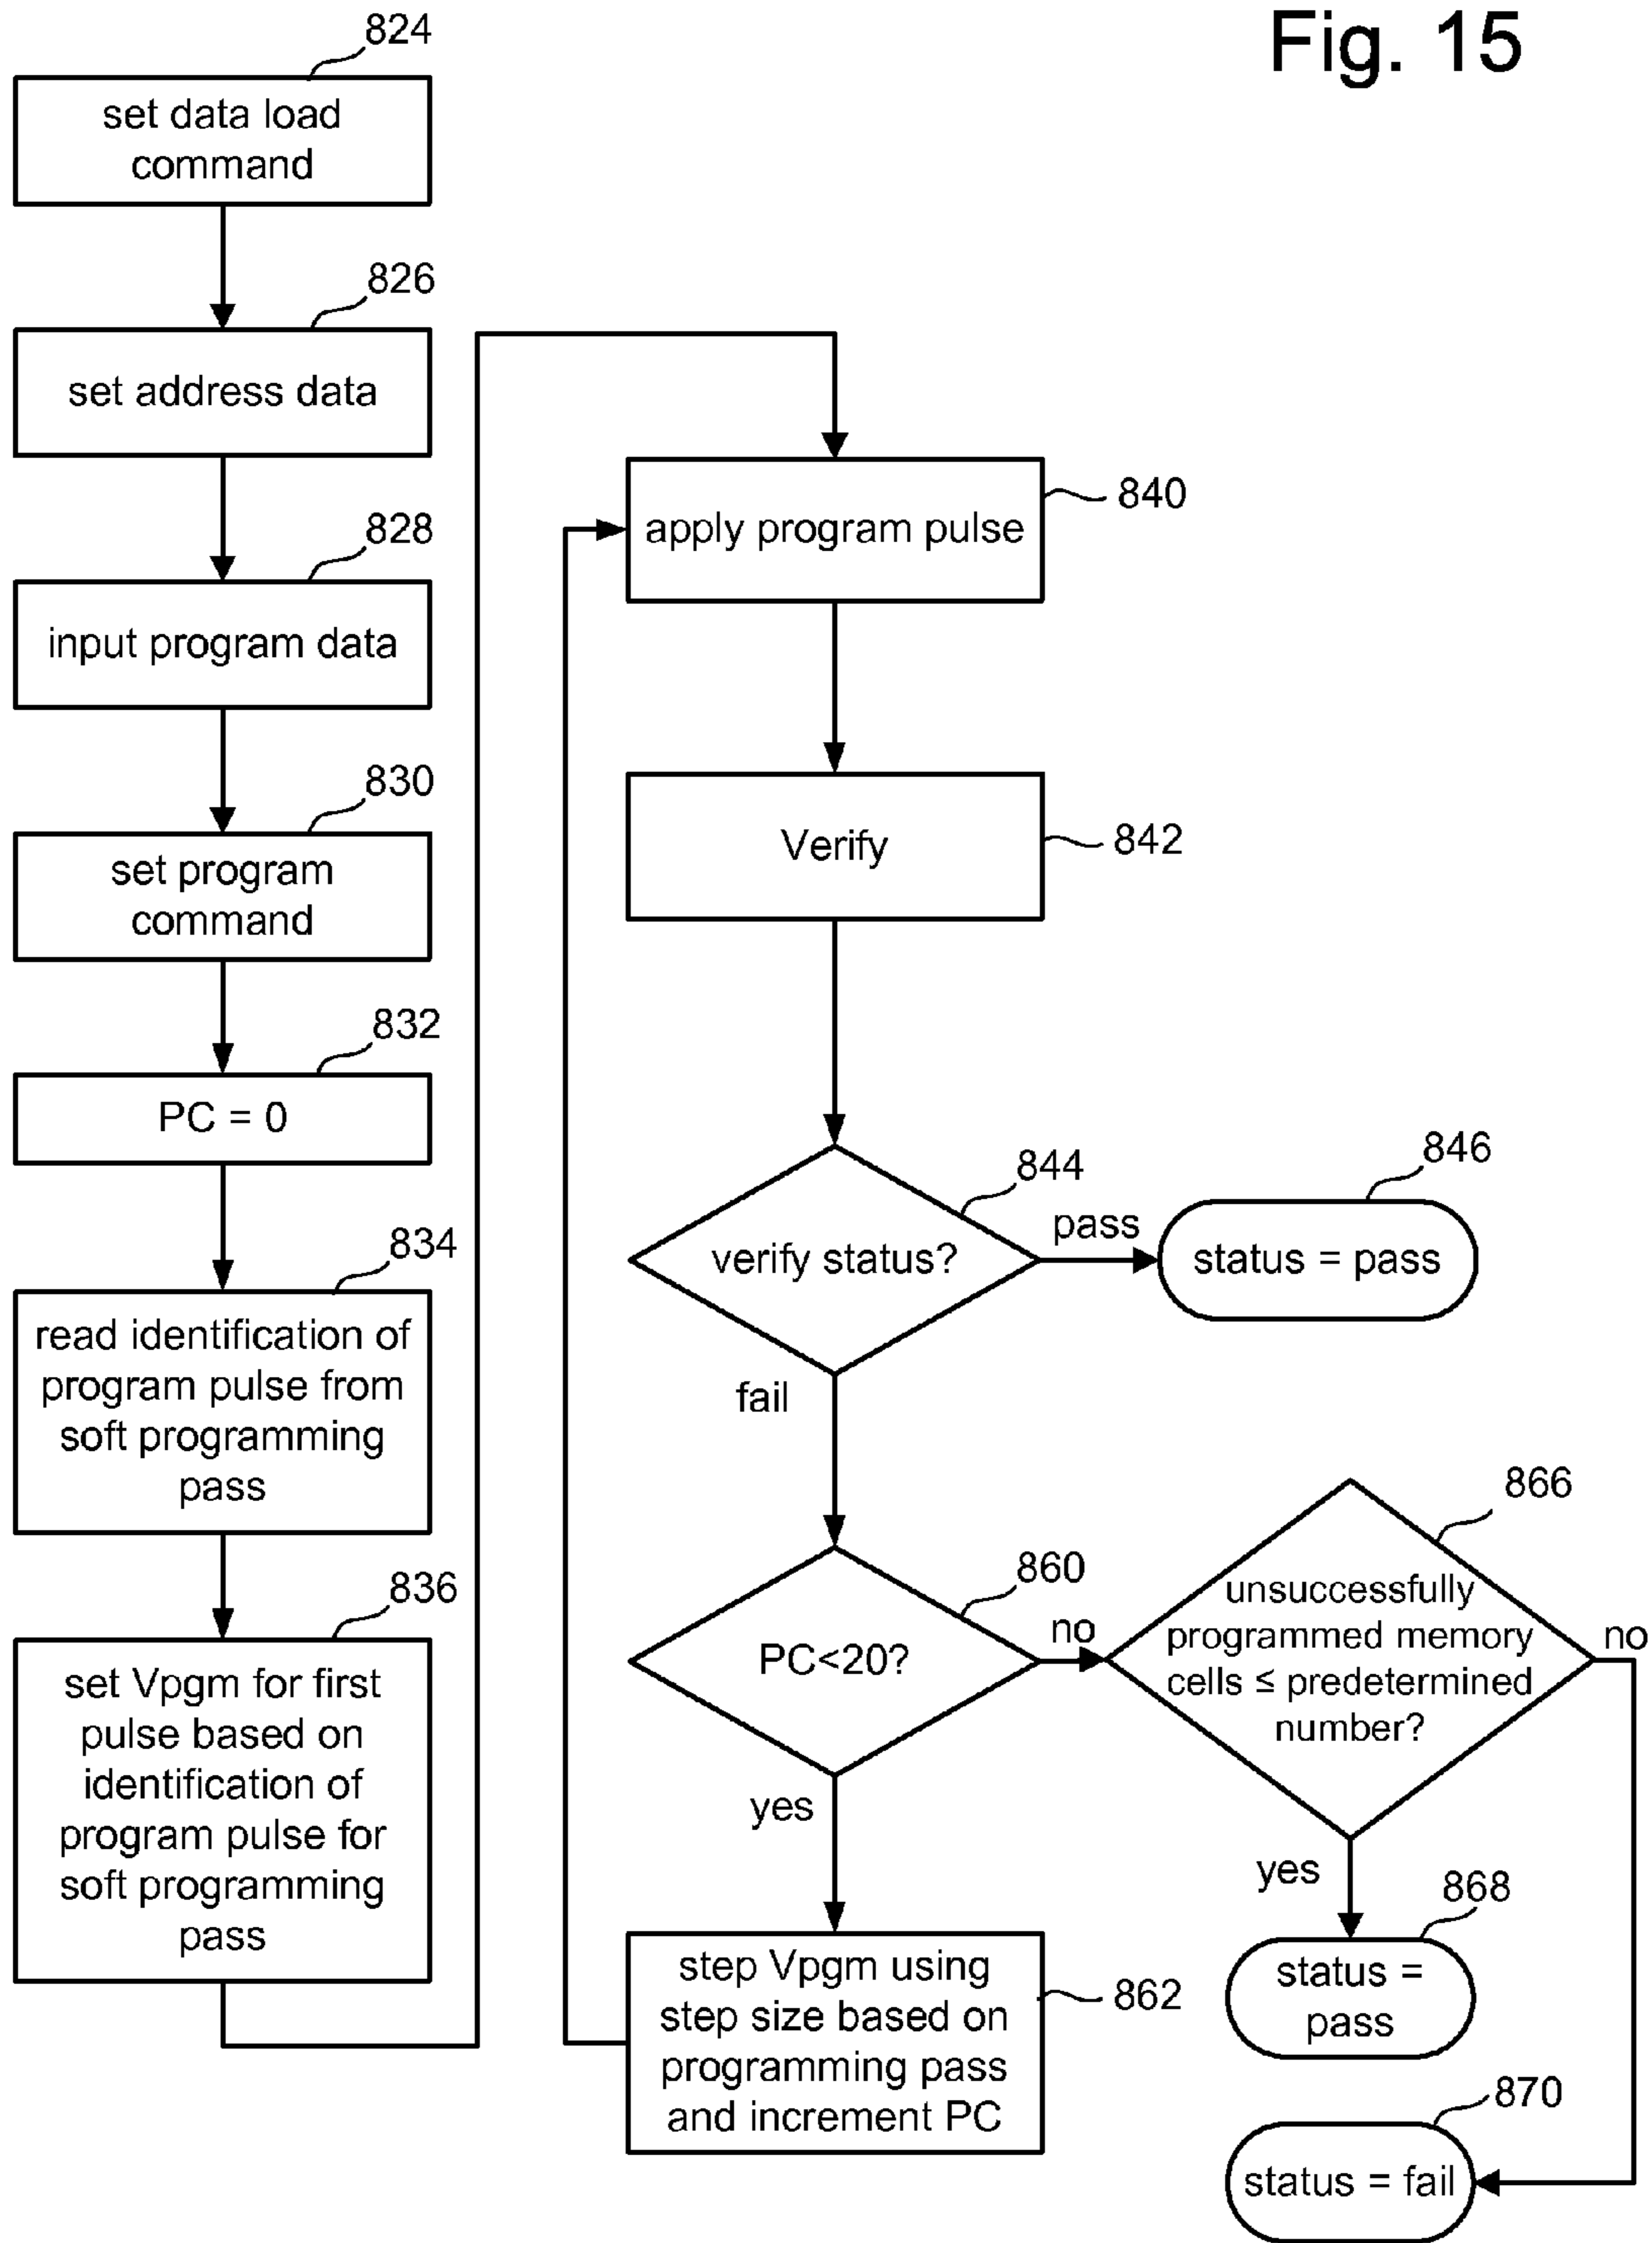 Fig. 15
824
set data load
command
826
set address data
828
input program data
830
set program
command
832
PC = 0
834
read identification of
program pulse from
soft programming
pass
836
set Vpgm for first
pulse based on
identification of
program pulse for
soft programming
pass
840
apply program pulse
842
Verify
844
verify status?
pass
846
status = pass
fail
860
PC<20?
no
866
unsuccessfully
programmed memory
cells ≤ predetermined
number?
no
yes
yes
868
status =
pass
862
step Vpgm using
step size based on
programming pass
and increment PC
870
status = fail